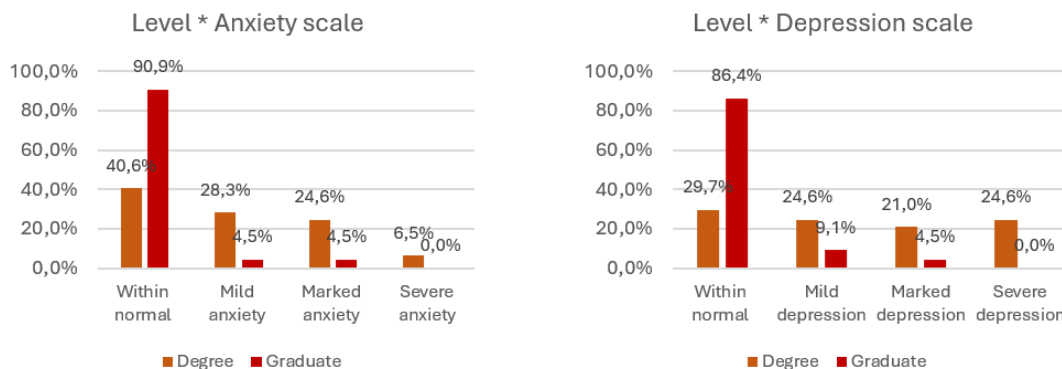 Level * Anxiety scale
100,0%
80,0%
60,0%
40,0%
20,0%
0,0%
90,9%
40,6%
28,3%
4,5%
24,6%
4,5%
6,5%
0,0%
Within normal
Mild anxiety
Marked anxiety
Severe anxiety
Degree
Graduate
Level * Depression scale
100,0%
80,0%
60,0%
40,0%
20,0%
0,0%
86,4%
29,7%
24,6%
9,1%
21,0%
4,5%
24,6%
0,0%
Within normal
Mild depression
Marked depression
Severe depression
Degree
Graduate